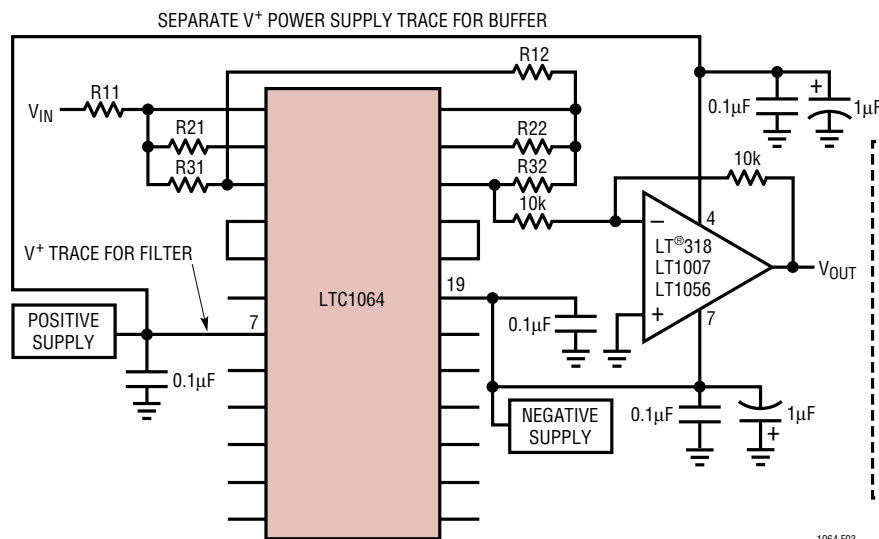 SEPARATE V+ POWER SUPPLY TRACE FOR BUFFER
R12
R11
VIN
R21
R22
R31
R32
10k
0.1µF
+
1µF
10k
–
4
LT®318
LT1007
LT1056
VOUT
+
7
V+ TRACE FOR FILTER
LTC1064
19
POSITIVE
SUPPLY
7
0.1µF
0.1µF
NEGATIVE
SUPPLY
0.1µF
1µF
+
1064 F03